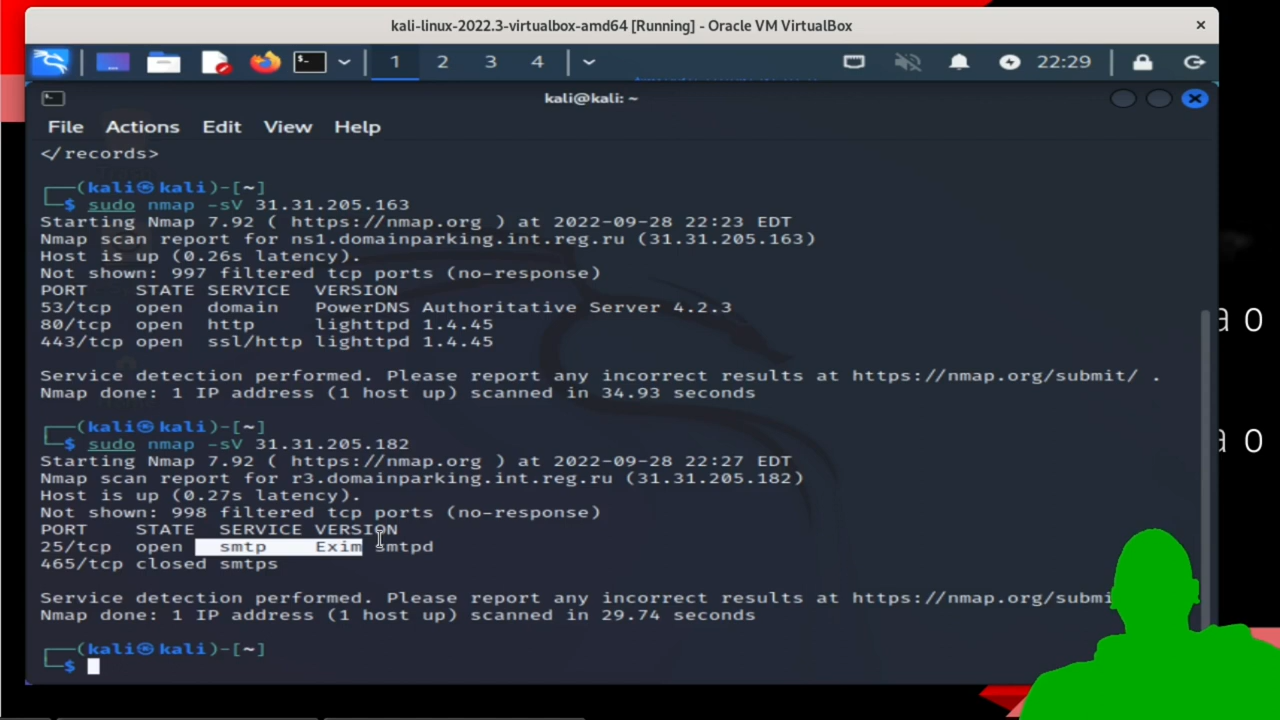 kali-linux-2022.3-virtualbox-amd64 [Running] - Oracle VM VirtualBox
1 2 3 4 22:29
kali@kali: ~
File Actions Edit View Help
</records>
(kali㉿kali)-[~]
$ sudo nmap -sV 31.31.205.163
Starting Nmap 7.92 ( https://nmap.org ) at 2022-09-28 22:23 EDT
Nmap scan report for ns1.domainparking.int.reg.ru (31.31.205.163)
Host is up (0.26s latency).
Not shown: 997 filtered tcp ports (no-response)
PORT STATE SERVICE VERSION
53/tcp open domain PowerDNS Authoritative Server 4.2.3
80/tcp open http lighttpd 1.4.45
443/tcp open ssl/http lighttpd 1.4.45
Service detection performed. Please report any incorrect results at https://nmap.org/submit/ .
Nmap done: 1 IP address (1 host up) scanned in 34.93 seconds
(kali㉿kali)-[~]
$ sudo nmap -sV 31.31.205.182
Starting Nmap 7.92 ( https://nmap.org ) at 2022-09-28 22:27 EDT
Nmap scan report for r3.domainparking.int.reg.ru (31.31.205.182)
Host is up (0.27s latency).
Not shown: 998 filtered tcp ports (no-response)
PORT STATE SERVICE VERSION
25/tcp open smtp Exim smtpd
465/tcp closed smtps
Service detection performed. Please report any incorrect results at https://nmap.org/submi
Nmap done: 1 IP address (1 host up) scanned in 29.74 seconds
(kali㉿kali)-[~]
$